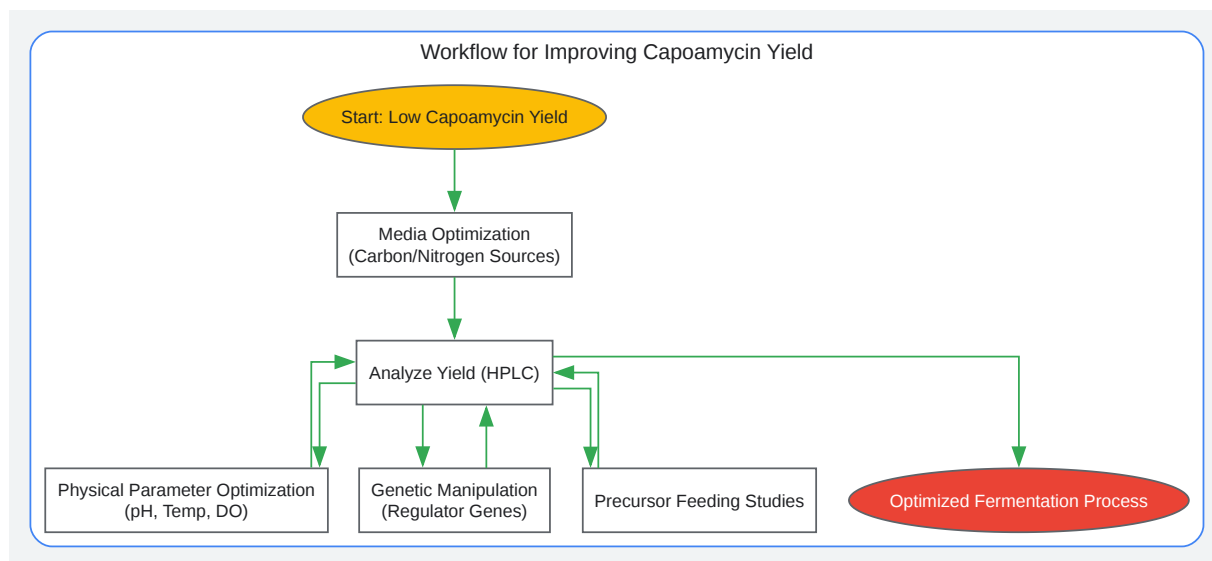 Workflow for Improving Capoamycin Yield
Start: Low Capoamycin Yield
Media Optimization
(Carbon/Nitrogen Sources)
Analyze Yield (HPLC)
Physical Parameter Optimization
(pH, Temp, DO)
Genetic Manipulation
(Regulator Genes)
Precursor Feeding Studies
Optimized Fermentation Process